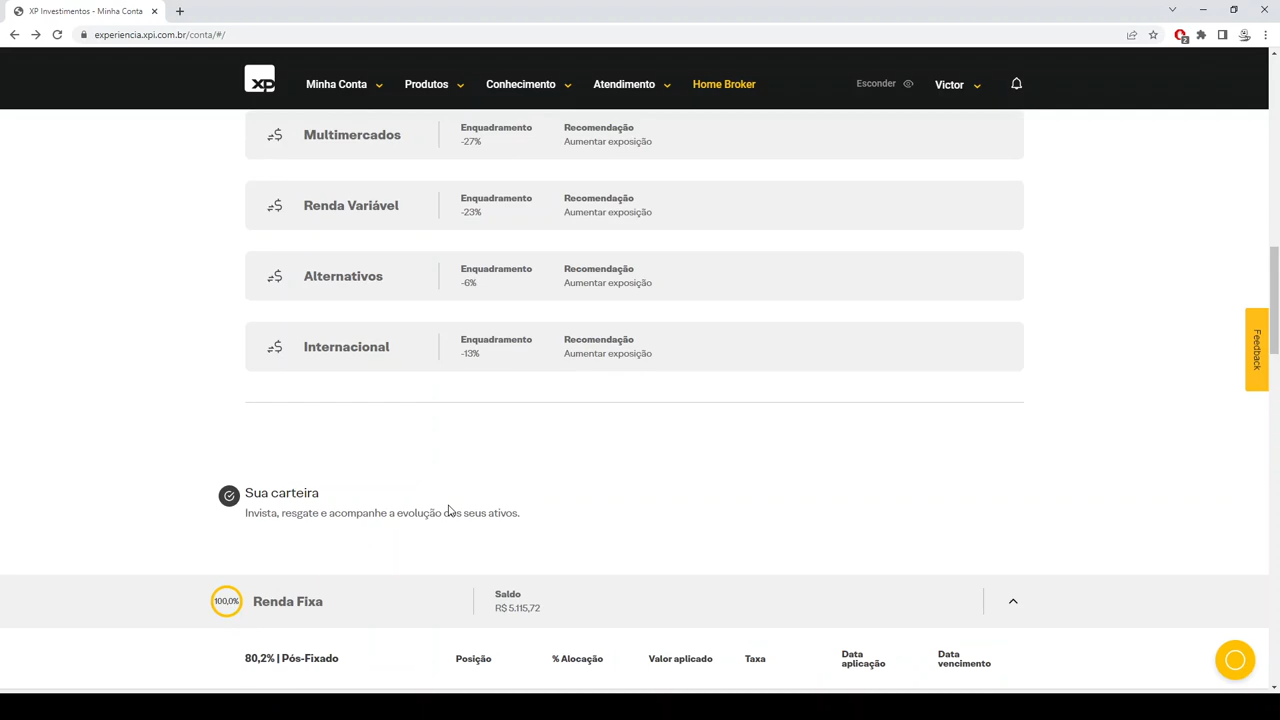 XP Investimentos - Minha Conta
experiencia.xpi.com.br/conta/#/
2
XP
Minha Conta
Produtos
Conhecimento
Atendimento
Home Broker
Esconder
Victor
Multimercados
Enquadramento
-27%
Recomendação
Aumentar exposição
Renda Variável
Enquadramento
-23%
Recomendação
Aumentar exposição
Alternativos
Enquadramento
-6%
Recomendação
Aumentar exposição
Internacional
Enquadramento
-13%
Recomendação
Aumentar exposição
Feedback
Sua carteira
Invista, resgate e acompanhe a evolução dos seus ativos.
100,0%
Renda Fixa
Saldo
R$ 5.115,72
80,2% | Pós-Fixado
Posição
% Alocação
Valor aplicado
Taxa
Data
aplicação
Data
vencimento